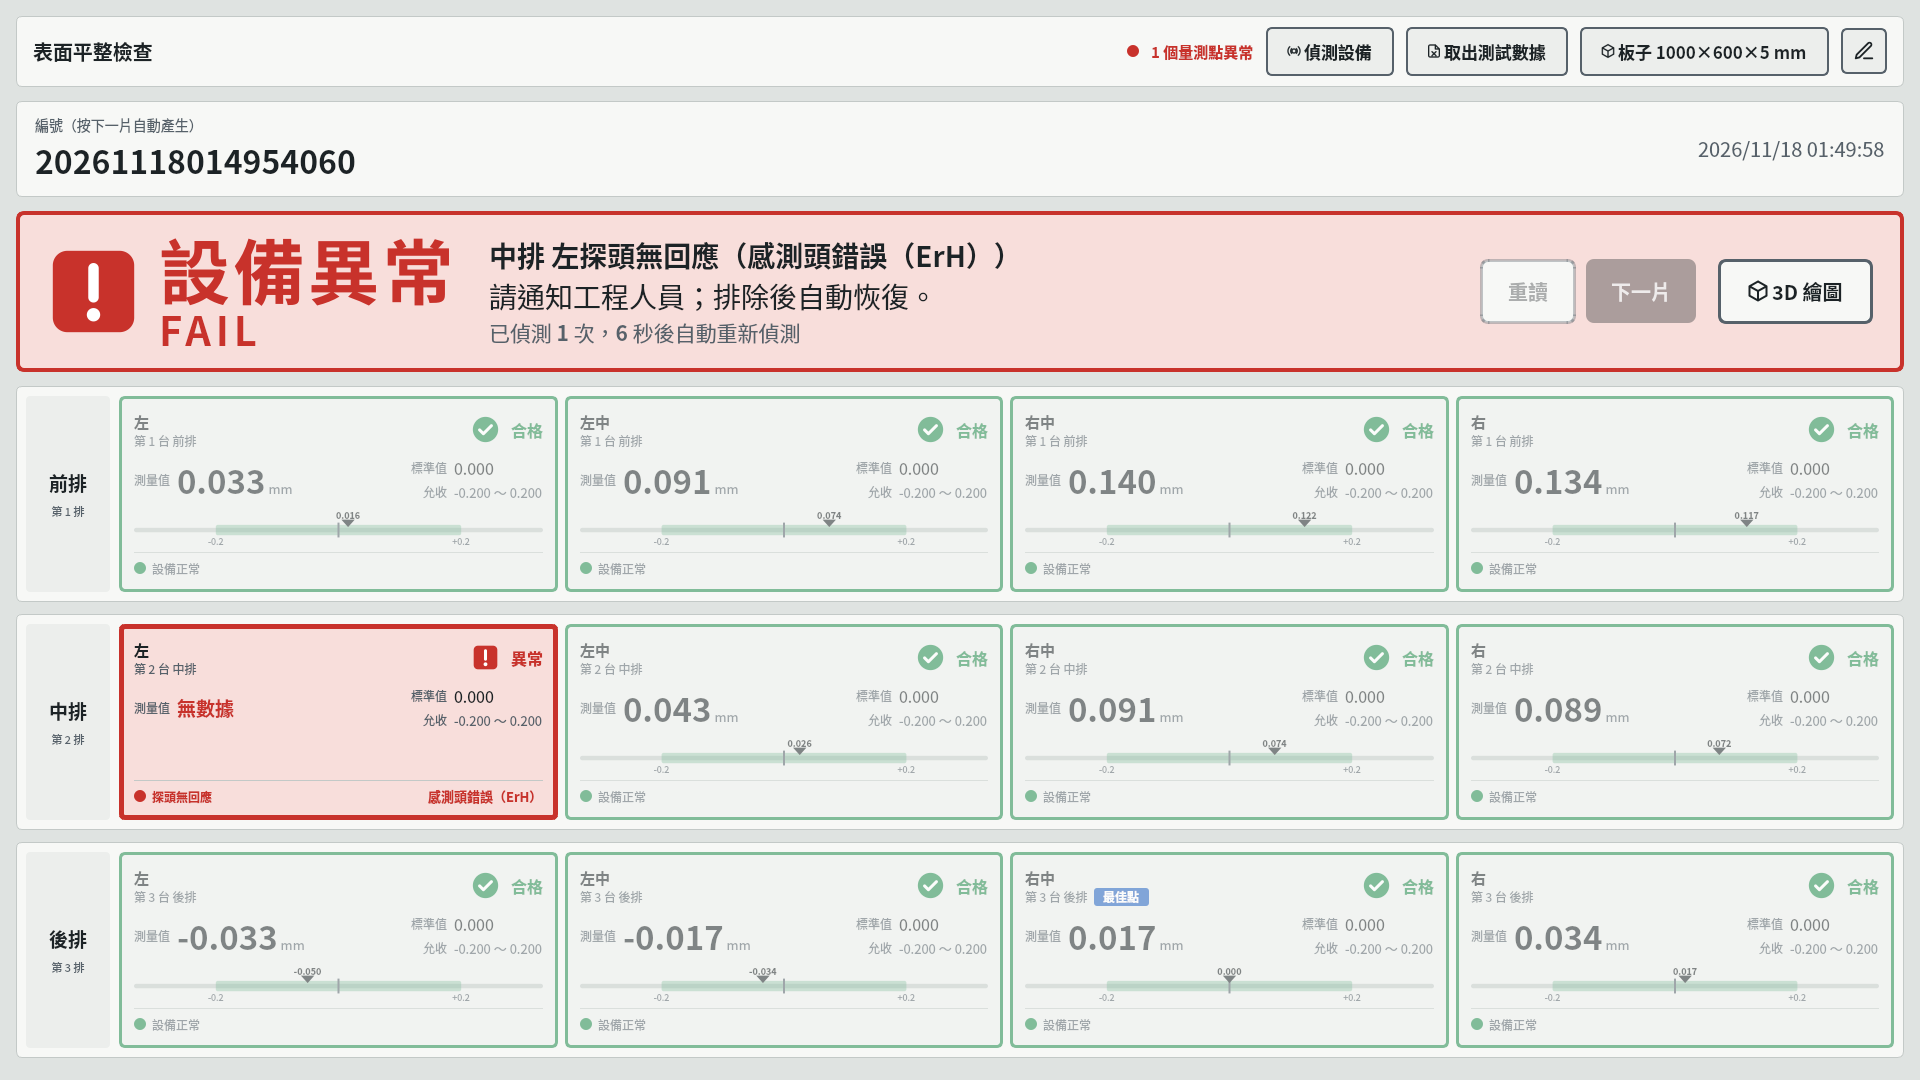 表面平整檢查
1 個量測點異常
偵測設備
取出測試數據
板子 1000×600×5 mm
編號（按下一片自動產生）
20261118014954060
2026/11/18 01:49:58
設備異常
FAIL
中排 左探頭無回應（感測頭錯誤（ErH））
請通知工程人員；排除後自動恢復。
已偵測 1 次，6 秒後自動重新偵測
重讀
下一片
3D 繪圖
前排
第 1 排
左
第 1 台 前排
合格
測量值 0.033 mm
標準值 0.000
允收 -0.200 ～ 0.200
0.016
-0.2
+0.2
設備正常
左中
第 1 台 前排
合格
測量值 0.091 mm
標準值 0.000
允收 -0.200 ～ 0.200
0.074
-0.2
+0.2
設備正常
右中
第 1 台 前排
合格
測量值 0.140 mm
標準值 0.000
允收 -0.200 ～ 0.200
0.122
-0.2
+0.2
設備正常
右
第 1 台 前排
合格
測量值 0.134 mm
標準值 0.000
允收 -0.200 ～ 0.200
0.117
-0.2
+0.2
設備正常
中排
第 2 排
左
第 2 台 中排
異常
測量值 無數據
標準值 0.000
允收 -0.200 ～ 0.200
探頭無回應
感測頭錯誤（ErH）
左中
第 2 台 中排
合格
測量值 0.043 mm
標準值 0.000
允收 -0.200 ～ 0.200
0.026
-0.2
+0.2
設備正常
右中
第 2 台 中排
合格
測量值 0.091 mm
標準值 0.000
允收 -0.200 ～ 0.200
0.074
-0.2
+0.2
設備正常
右
第 2 台 中排
合格
測量值 0.089 mm
標準值 0.000
允收 -0.200 ～ 0.200
0.072
-0.2
+0.2
設備正常
後排
第 3 排
左
第 3 台 後排
合格
測量值 -0.033 mm
標準值 0.000
允收 -0.200 ～ 0.200
-0.050
-0.2
+0.2
設備正常
左中
第 3 台 後排
合格
測量值 -0.017 mm
標準值 0.000
允收 -0.200 ～ 0.200
-0.034
-0.2
+0.2
設備正常
右中
第 3 台 後排 最佳點
合格
測量值 0.017 mm
標準值 0.000
允收 -0.200 ～ 0.200
0.000
-0.2
+0.2
設備正常
右
第 3 台 後排
合格
測量值 0.034 mm
標準值 0.000
允收 -0.200 ～ 0.200
0.017
-0.2
+0.2
設備正常